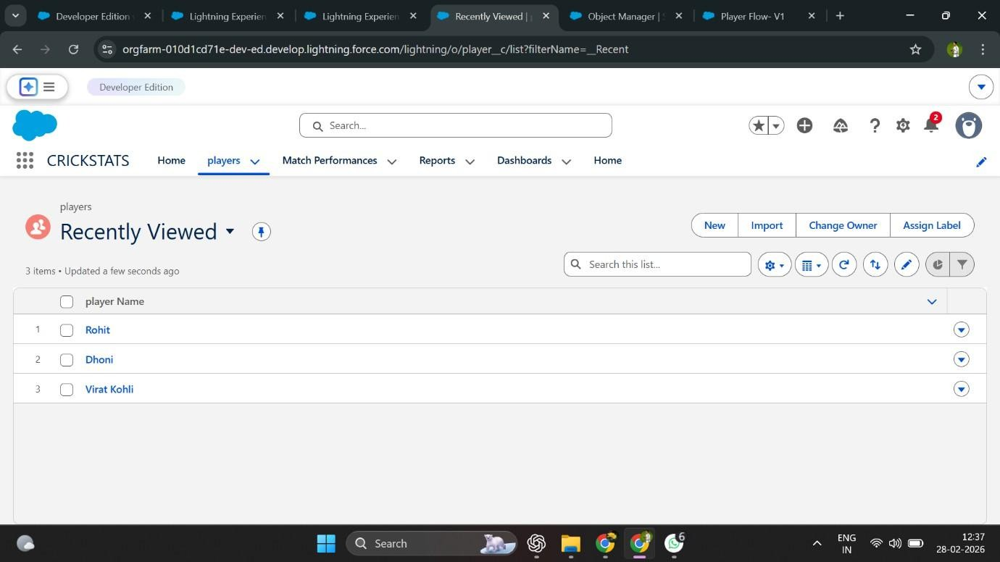 Developer Edition
Lightning Experien
Lightning Experien
Recently Viewed |
Object Manager |
Player Flow- V1
orgfarm-010d1cd71e-dev-ed.develop.lightning.force.com/lightning/o/player__c/list?filterName=__Recent
Developer Edition
Search...
2
CRICKSTATS
Home
players
Match Performances
Reports
Dashboards
Home
players
Recently Viewed
New
Import
Change Owner
Assign Label
3 items • Updated a few seconds ago
Search this list...
player Name
1 Rohit
2 Dhoni
3 Virat Kohli
Search
6
ENG
IN
12:37
28-02-2026